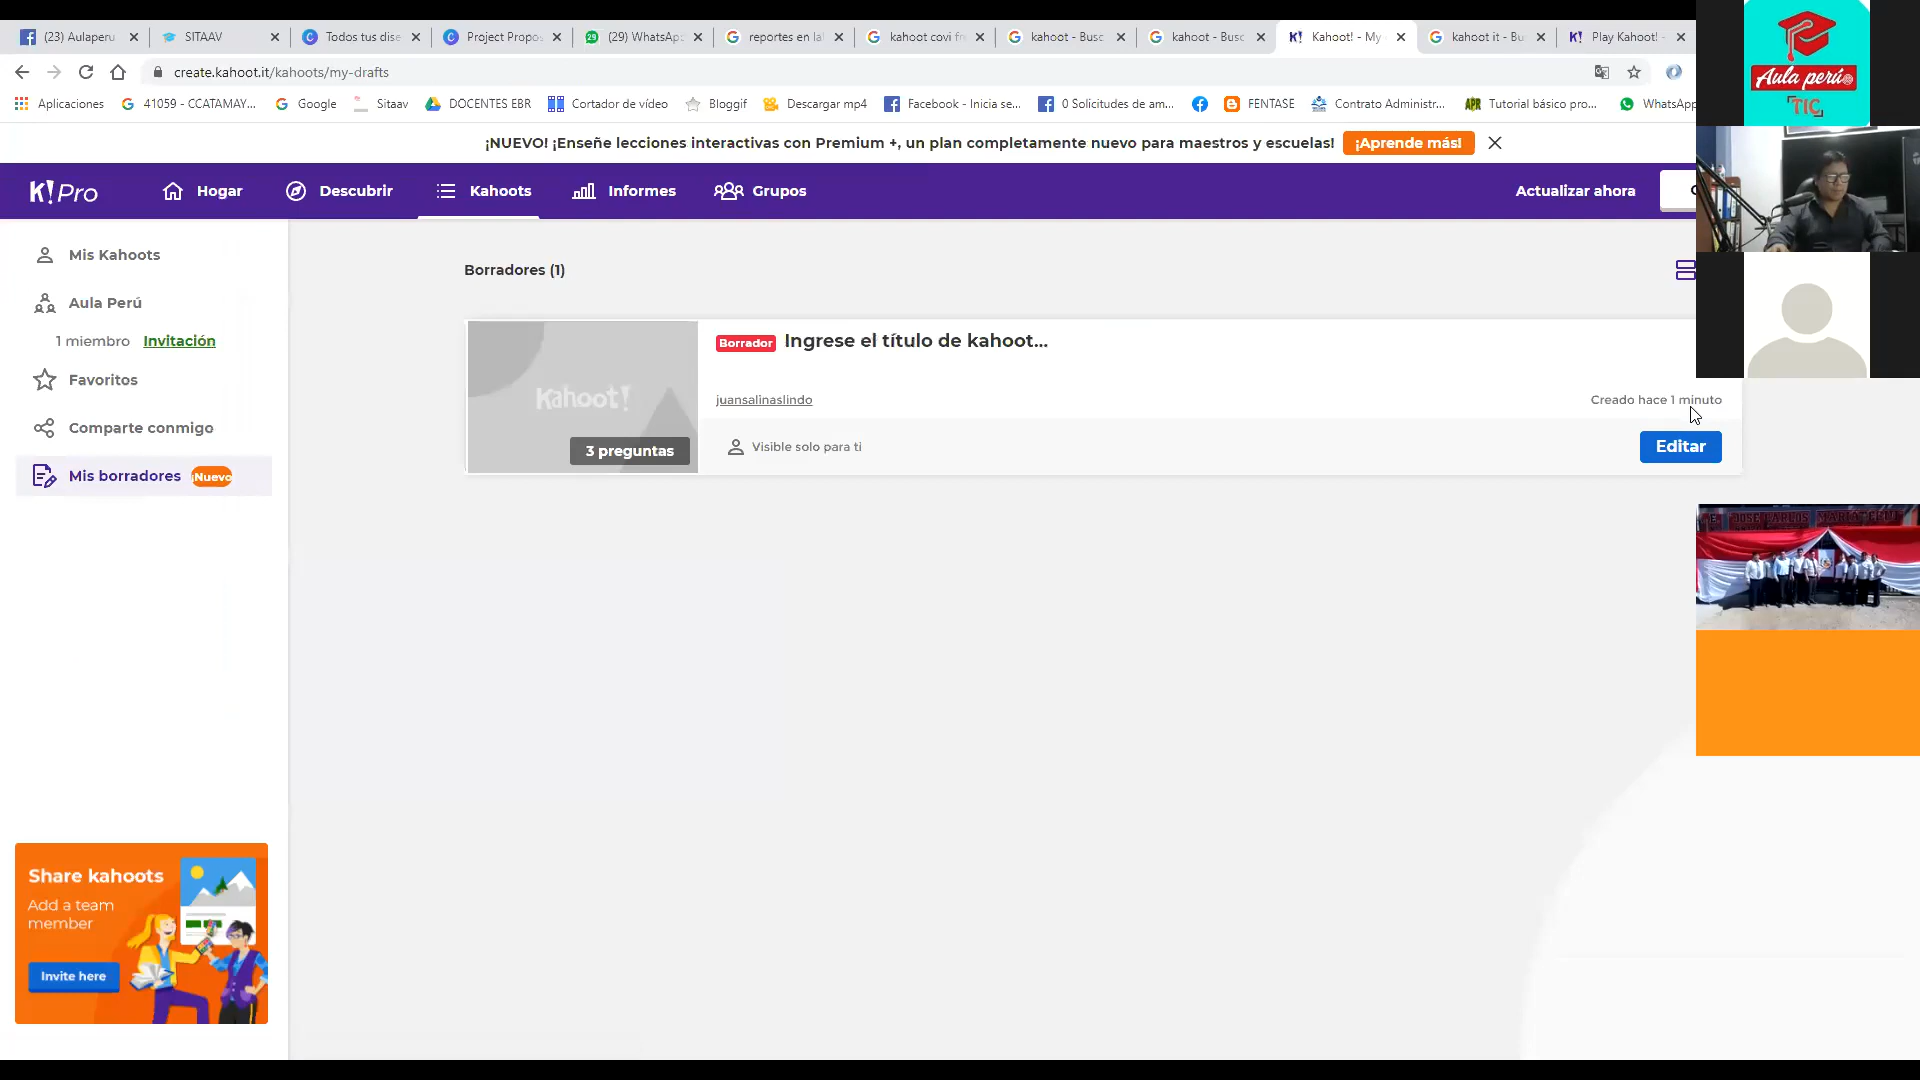 (23) Aulaperu
SITAAV
Todos tus dise
Project Propos
(29) WhatsAp
reportes en la
kahoot covi fr
kahoot - Busc
kahoot - Busc
Kahoot! - My
kahoot it - Bu
Play Kahoot! -
create.kahoot.it/kahoots/my-drafts
Aplicaciones
41059 - CCATAMAY...
Google
Sitaav
DOCENTES EBR
Cortador de vídeo
Bloggif
Descargar mp4
Facebook - Inicia se...
0 Solicitudes de am...
FENTASE
Contrato Administr...
Tutorial básico pro...
WhatsApp
¡NUEVO! ¡Enseñe lecciones interactivas con Premium +, un plan completamente nuevo para maestros y escuelas!
¡Aprende más!
K! Pro
Hogar
Descubrir
Kahoots
Informes
Grupos
Actualizar ahora
Mis Kahoots
Aula Perú
1 miembro Invitación
Favoritos
Comparte conmigo
Mis borradores ¡Nuevo
Borradores (1)
Kahoot!
3 preguntas
Borrador Ingrese el título de kahoot...
juansalinaslindo
Creado hace 1 minuto
Visible solo para ti
Editar
Share kahoots
Add a team
member
Invite here
Aula perú
TIC
JOSE CARLOS MARIATEGUI